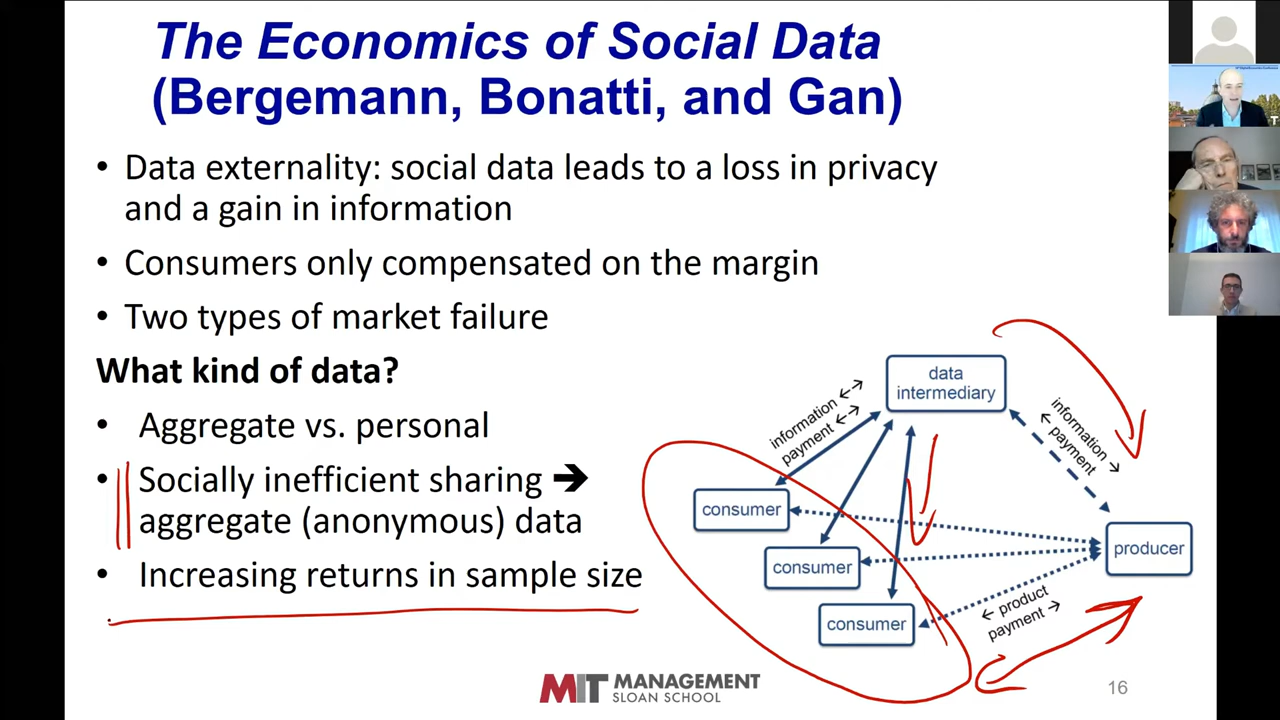 The Economics of Social Data
(Bergemann, Bonatti, and Gan)
• Data externality: social data leads to a loss in privacy
and a gain in information
• Consumers only compensated on the margin
• Two types of market failure
What kind of data?
• Aggregate vs. personal
• Socially inefficient sharing ➔
aggregate (anonymous) data
• Increasing returns in sample size
data
intermediary
information ←→
payment ←→
information →
← payment
consumer
consumer
consumer
producer
← product
payment →
MIT MANAGEMENT
SLOAN SCHOOL
16